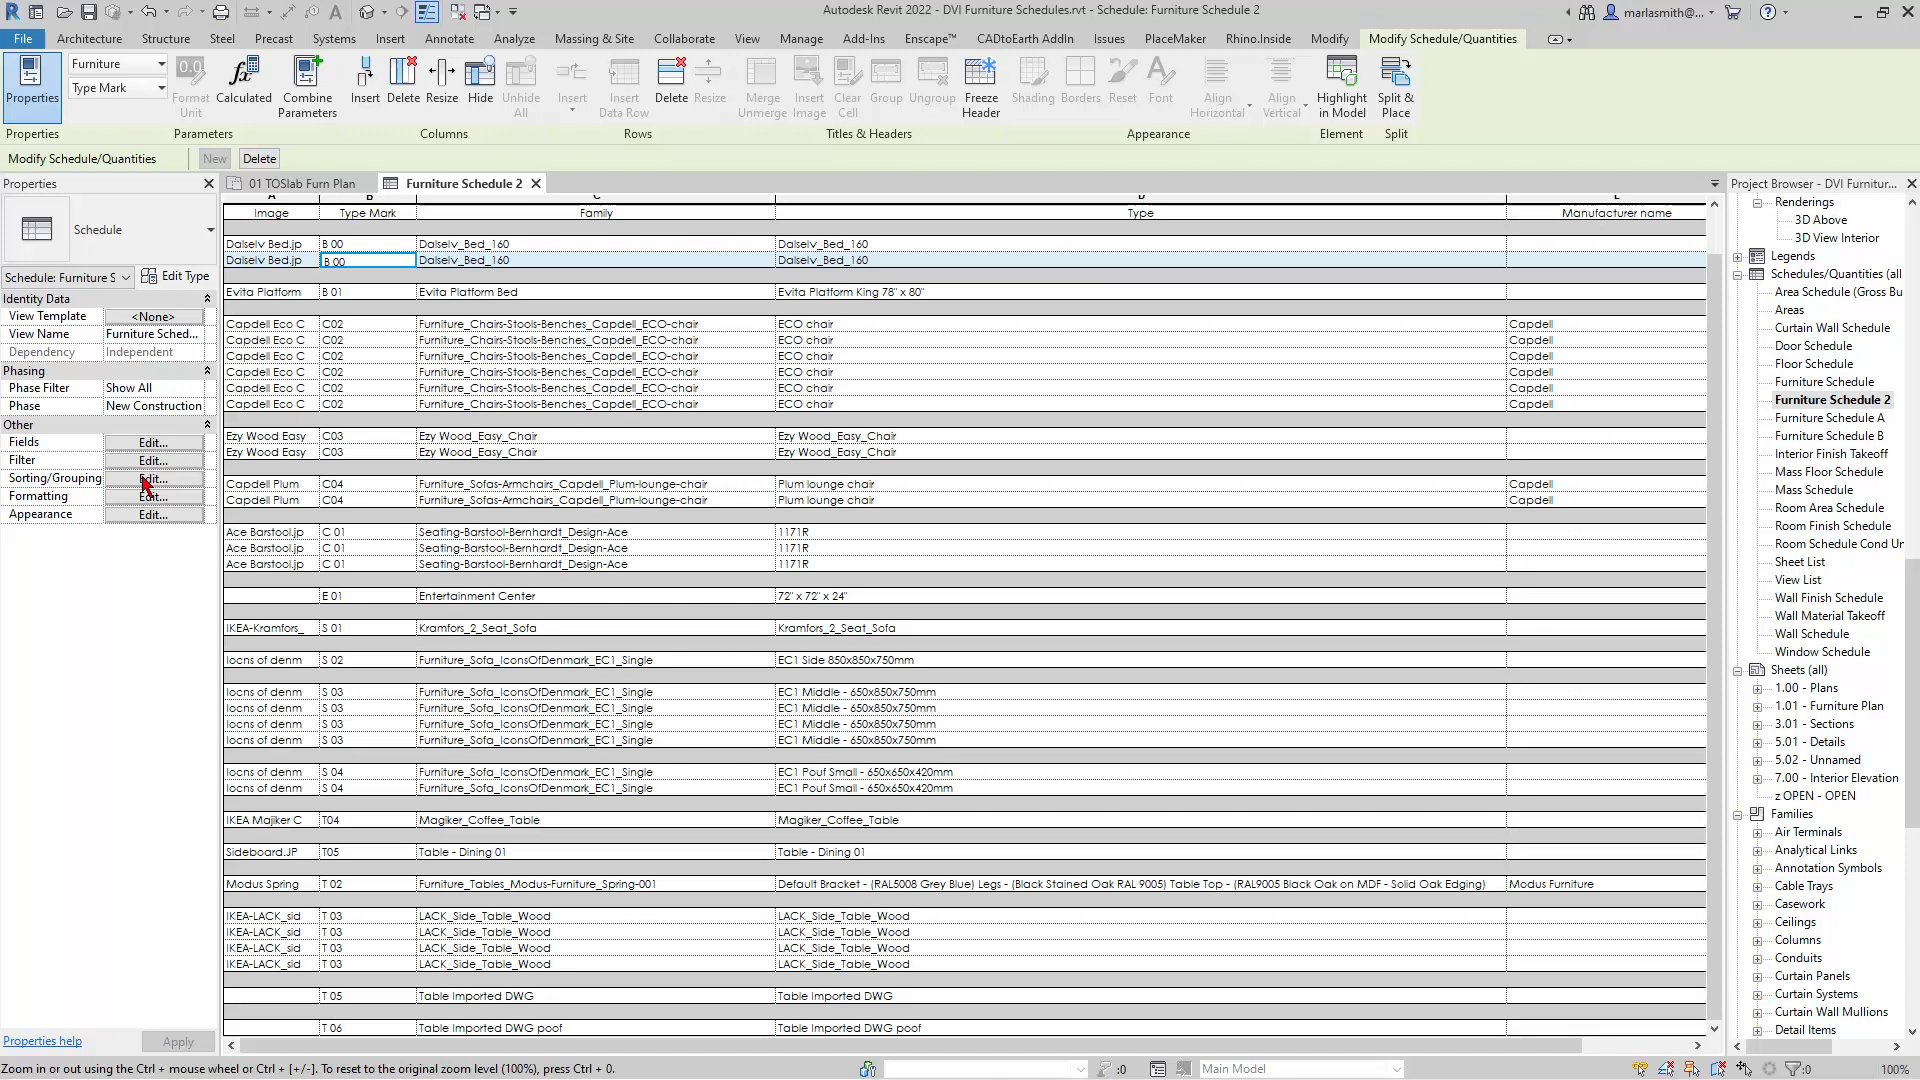 Autodesk Revit 2022 - DVI Furniture Schedules.rvt - Schedule: Furniture Schedule 2
marlasmith@...
File Architecture Structure Steel Precast Systems Insert Annotate Analyze Massing & Site Collaborate View Manage Add-Ins Enscape™ CADtoEarth AddIn Issues PlaceMaker Rhino.Inside Modify Modify Schedule/Quantities
Properties
Furniture
Type Mark
Format Unit
Calculated
Combine Parameters
Insert
Delete
Resize
Hide
Unhide All
Insert
Insert Data Row
Delete
Resize
Merge Unmerge
Insert Image
Clear Cell
Group
Ungroup
Freeze Header
Shading
Borders
Reset
Font
Align Horizontal
Align Vertical
Highlight in Model
Split & Place
Properties Parameters Columns Rows Titles & Headers Appearance Element Split
Modify Schedule/Quantities New Delete
Properties
Schedule
Schedule: Furniture S
Edit Type
Identity Data
View Template <None>
View Name Furniture Sched...
Dependency Independent
Phasing
Phase Filter Show All
Phase New Construction
Other
Fields Edit...
Filter Edit...
Sorting/Grouping Edit...
Formatting Edit...
Appearance Edit...
Properties help
Apply
01 TOSlab Furn Plan
Furniture Schedule 2
Image Type Mark Family Type Manufacturer name
Dalselv Bed.jp B 00 Dalselv_Bed_160 Dalselv_Bed_160
Dalselv Bed.jp B 00 Dalselv_Bed_160 Dalselv_Bed_160
Evita Platform B 01 Evita Platform Bed Evita Platform King 78" x 80"
Capdell Eco C C02 Furniture_Chairs-Stools-Benches_Capdell_ECO-chair ECO chair Capdell
Capdell Eco C C02 Furniture_Chairs-Stools-Benches_Capdell_ECO-chair ECO chair Capdell
Capdell Eco C C02 Furniture_Chairs-Stools-Benches_Capdell_ECO-chair ECO chair Capdell
Capdell Eco C C02 Furniture_Chairs-Stools-Benches_Capdell_ECO-chair ECO chair Capdell
Capdell Eco C C02 Furniture_Chairs-Stools-Benches_Capdell_ECO-chair ECO chair Capdell
Capdell Eco C C02 Furniture_Chairs-Stools-Benches_Capdell_ECO-chair ECO chair Capdell
Ezy Wood Easy C03 Ezy Wood_Easy_Chair Ezy Wood_Easy_Chair
Ezy Wood Easy C03 Ezy Wood_Easy_Chair Ezy Wood_Easy_Chair
Capdell Plum C04 Furniture_Sofas-Armchairs_Capdell_Plum-lounge-chair Plum lounge chair Capdell
Capdell Plum C04 Furniture_Sofas-Armchairs_Capdell_Plum-lounge-chair Plum lounge chair Capdell
Ace Barstool.jp C 01 Seating-Barstool-Bernhardt_Design-Ace 1171R
Ace Barstool.jp C 01 Seating-Barstool-Bernhardt_Design-Ace 1171R
Ace Barstool.jp C 01 Seating-Barstool-Bernhardt_Design-Ace 1171R
E 01 Entertainment Center 72" x 72" x 24"
IKEA-Kramfors_ S 01 Kramfors_2_Seat_Sofa Kramfors_2_Seat_Sofa
Iocns of denm S 02 Furniture_Sofa_IconsOfDenmark_EC1_Single EC1 Side 850x850x750mm
Iocns of denm S 03 Furniture_Sofa_IconsOfDenmark_EC1_Single EC1 Middle - 650x850x750mm
Iocns of denm S 03 Furniture_Sofa_IconsOfDenmark_EC1_Single EC1 Middle - 650x850x750mm
Iocns of denm S 03 Furniture_Sofa_IconsOfDenmark_EC1_Single EC1 Middle - 650x850x750mm
Iocns of denm S 03 Furniture_Sofa_IconsOfDenmark_EC1_Single EC1 Middle - 650x850x750mm
Iocns of denm S 04 Furniture_Sofa_IconsOfDenmark_EC1_Single EC1 Pouf Small - 650x650x420mm
Iocns of denm S 04 Furniture_Sofa_IconsOfDenmark_EC1_Single EC1 Pouf Small - 650x650x420mm
IKEA Majiker C T04 Magiker_Coffee_Table Magiker_Coffee_Table
Sideboard.JP T05 Table - Dining 01 Table - Dining 01
Modus Spring T 02 Furniture_Tables_Modus-Furniture_Spring-001 Default Bracket - (RAL5008 Grey Blue) Legs - (Black Stained Oak RAL 9005) Table Top - (RAL9005 Black Oak on MDF - Solid Oak Edging) Modus Furniture
IKEA-LACK_sid T 03 LACK_Side_Table_Wood LACK_Side_Table_Wood
IKEA-LACK_sid T 03 LACK_Side_Table_Wood LACK_Side_Table_Wood
IKEA-LACK_sid T 03 LACK_Side_Table_Wood LACK_Side_Table_Wood
IKEA-LACK_sid T 03 LACK_Side_Table_Wood LACK_Side_Table_Wood
T 05 Table Imported DWG Table Imported DWG
T 06 Table Imported DWG poof Table Imported DWG poof
Project Browser - DVI Furnitur...
Renderings
3D Above
3D View Interior
Legends
Schedules/Quantities (all
Area Schedule (Gross Bu
Areas
Curtain Wall Schedule
Door Schedule
Floor Schedule
Furniture Schedule
Furniture Schedule 2
Furniture Schedule A
Furniture Schedule B
Interior Finish Takeoff
Mass Floor Schedule
Mass Schedule
Room Area Schedule
Room Finish Schedule
Room Schedule Cond Un
Sheet List
View List
Wall Finish Schedule
Wall Material Takeoff
Wall Schedule
Window Schedule
Sheets (all)
1.00 - Plans
1.01 - Furniture Plan
3.01 - Sections
5.01 - Details
5.02 - Unnamed
7.00 - Interior Elevation
z OPEN - OPEN
Families
Air Terminals
Analytical Links
Annotation Symbols
Cable Trays
Casework
Ceilings
Columns
Conduits
Curtain Panels
Curtain Systems
Curtain Wall Mullions
Detail Items
Zoom in or out using the Ctrl + mouse wheel or Ctrl + [+/-]. To reset to the original zoom level (100%), press Ctrl + 0.
:0
Main Model
:0
100%